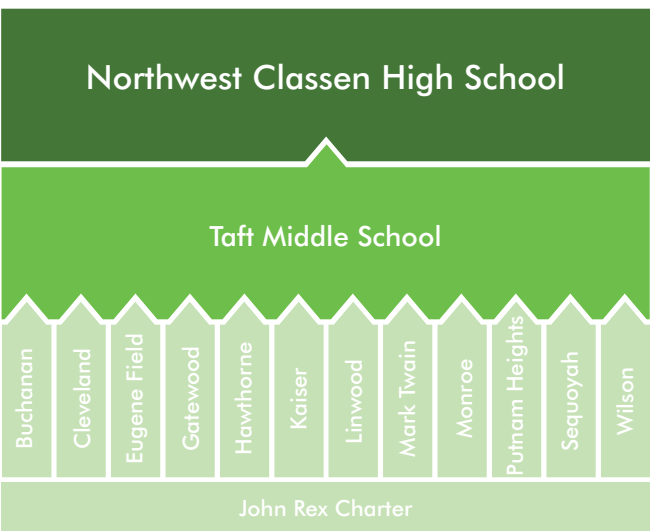 Northwest Classen High School
Taft Middle School
Buchanan
Cleveland
Eugene Field
Gatewood
Hawthorne
Kaiser
Linwood
Mark Twain
Monroe
Putnam Heights
Sequoyah
Wilson
John Rex Charter